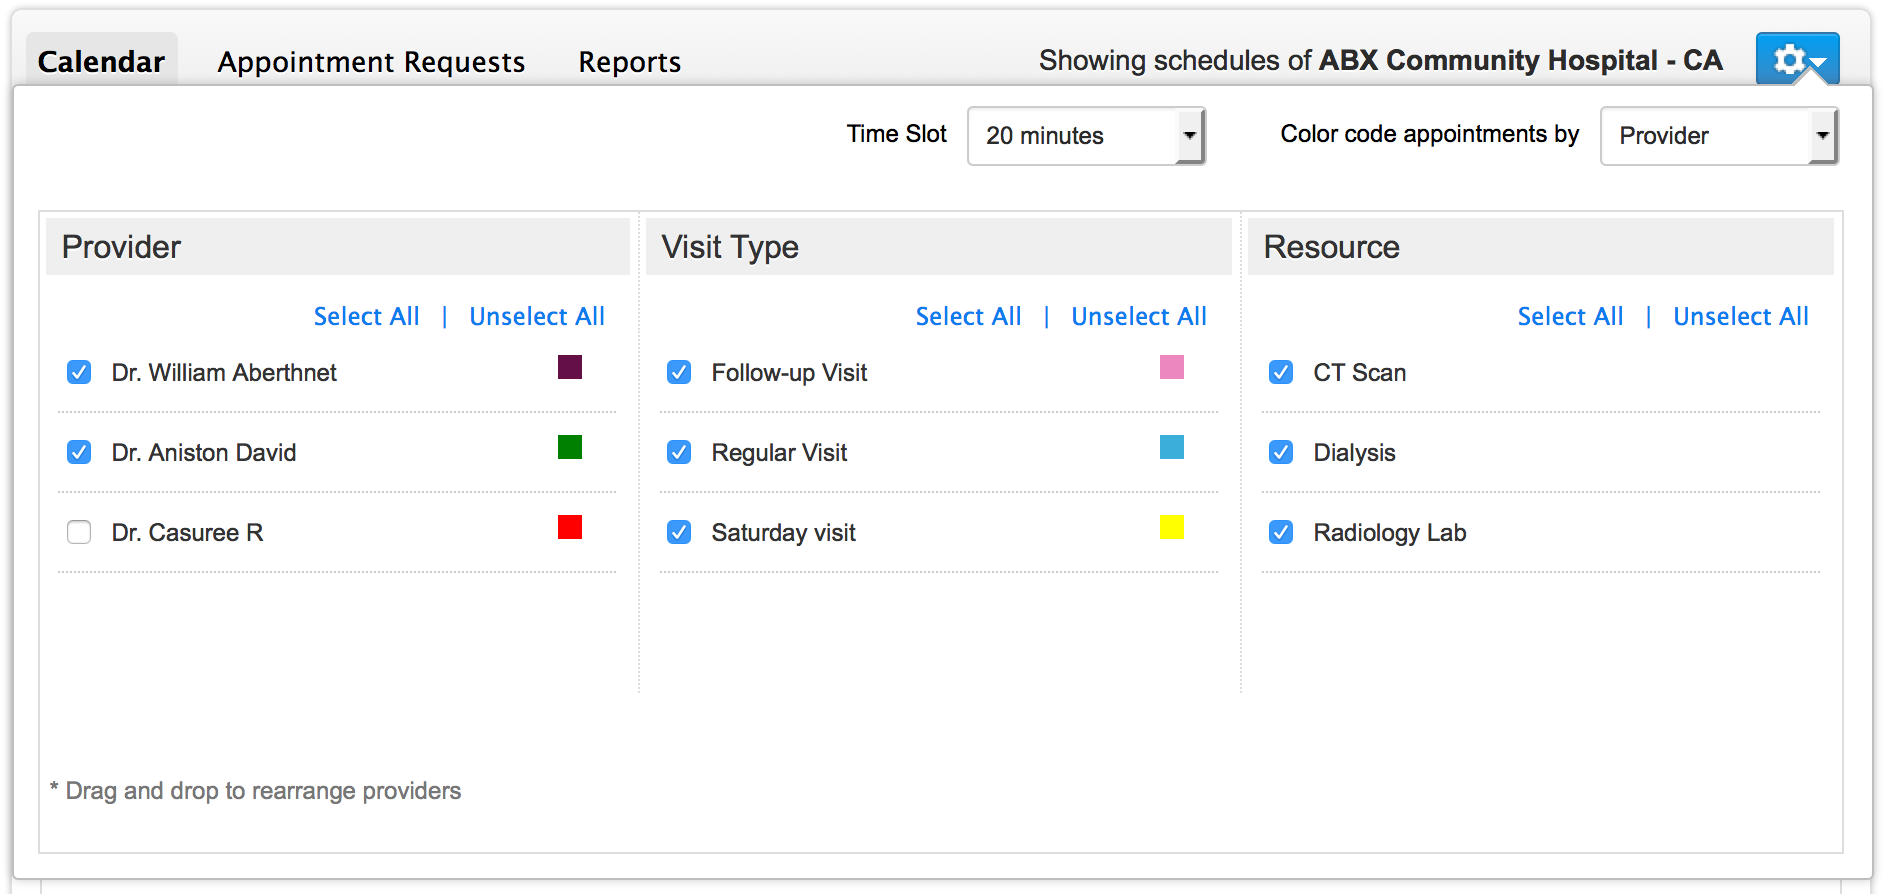 Calendar Appointment Requests Reports Showing schedules of ABX Community Hospital - CA
Time Slot 20 minutes Color code appointments by Provider
Provider Visit Type Resource
Select All | Unselect All Select All | Unselect All Select All | Unselect All
Dr. William Aberthnet Follow-up Visit CT Scan
Dr. Aniston David Regular Visit Dialysis
Dr. Casuree R Saturday visit Radiology Lab
* Drag and drop to rearrange providers